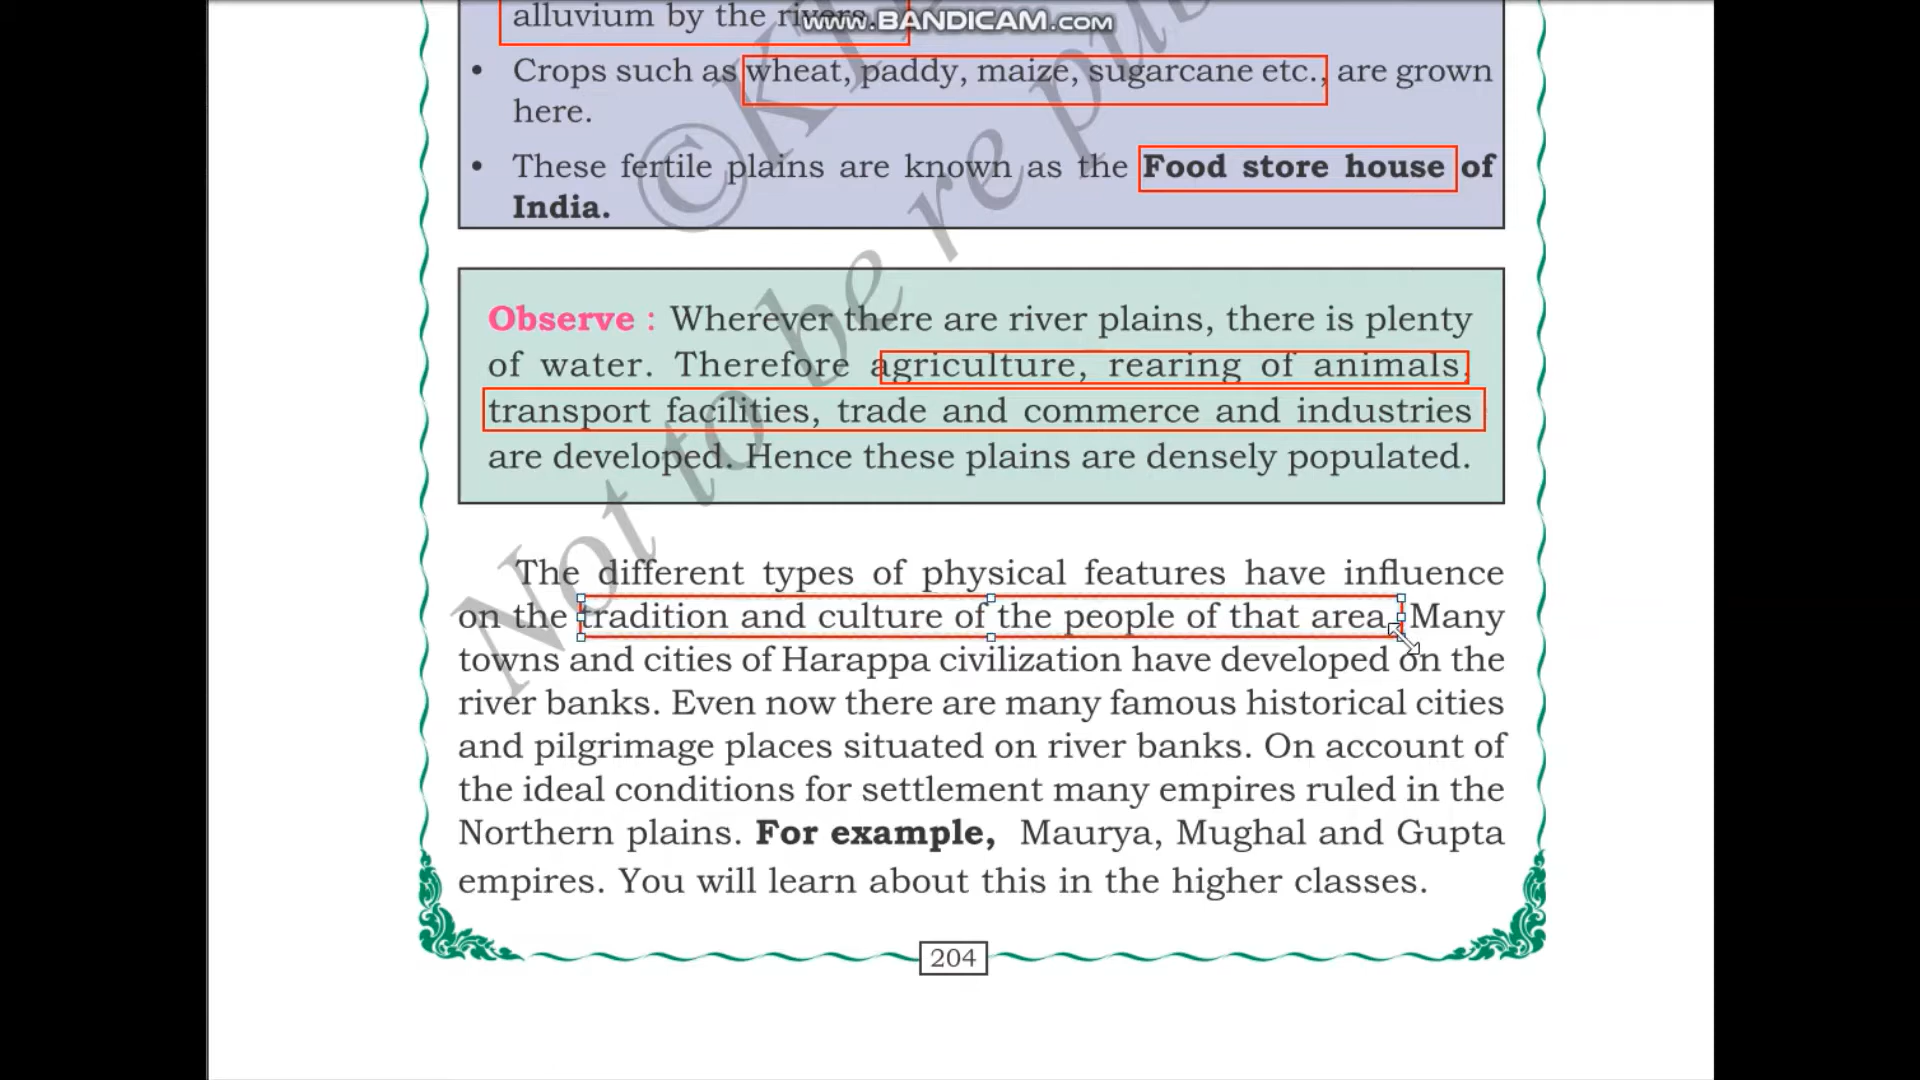 alluvium by the rivers.
www.BANDICAM.com
• Crops such as wheat, paddy, maize, sugarcane etc., are grown
here.
• These fertile plains are known as the Food store house of
India.
Observe : Wherever there are river plains, there is plenty
of water. Therefore agriculture, rearing of animals,
transport facilities, trade and commerce and industries
are developed. Hence these plains are densely populated.
The different types of physical features have influence
on the tradition and culture of the people of that area. Many
towns and cities of Harappa civilization have developed on the
river banks. Even now there are many famous historical cities
and pilgrimage places situated on river banks. On account of
the ideal conditions for settlement many empires ruled in the
Northern plains. For example, Maurya, Mughal and Gupta
empires. You will learn about this in the higher classes.
204
Not to be re